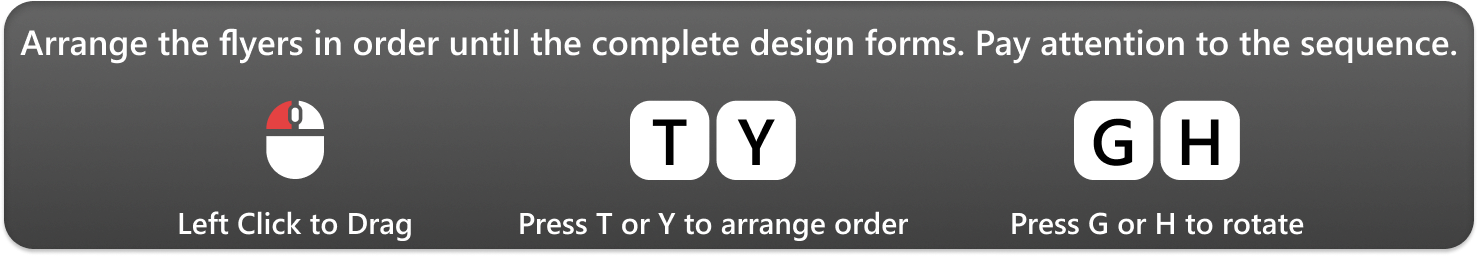 Arrange the flyers in order until the complete design forms. Pay attention to the sequence.
T Y G H
Left Click to Drag Press T or Y to arrange order Press G or H to rotate